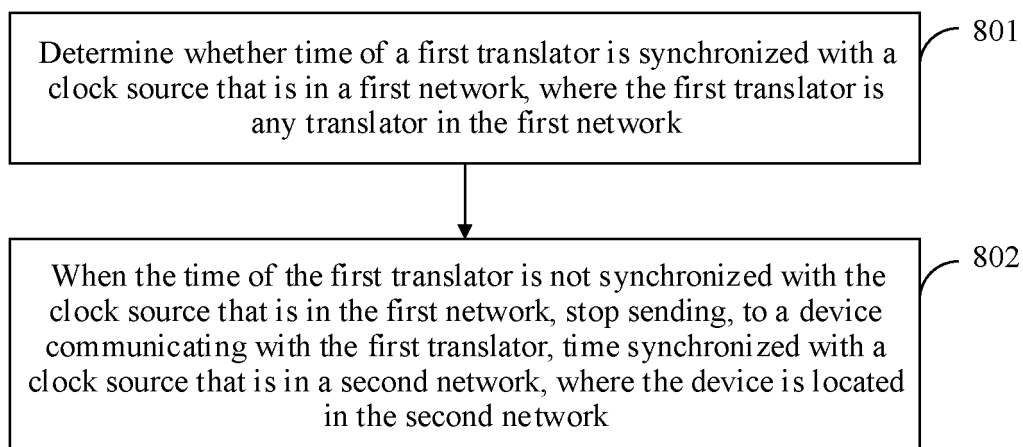 Determine whether time of a first translator is synchronized with a
clock source that is in a first network, where the first translator is
any translator in the first network
801
When the time of the first translator is not synchronized with the
clock source that is in the first network, stop sending, to a device
communicating with the first translator, time synchronized with a
clock source that is in a second network, where the device is located
in the second network
802